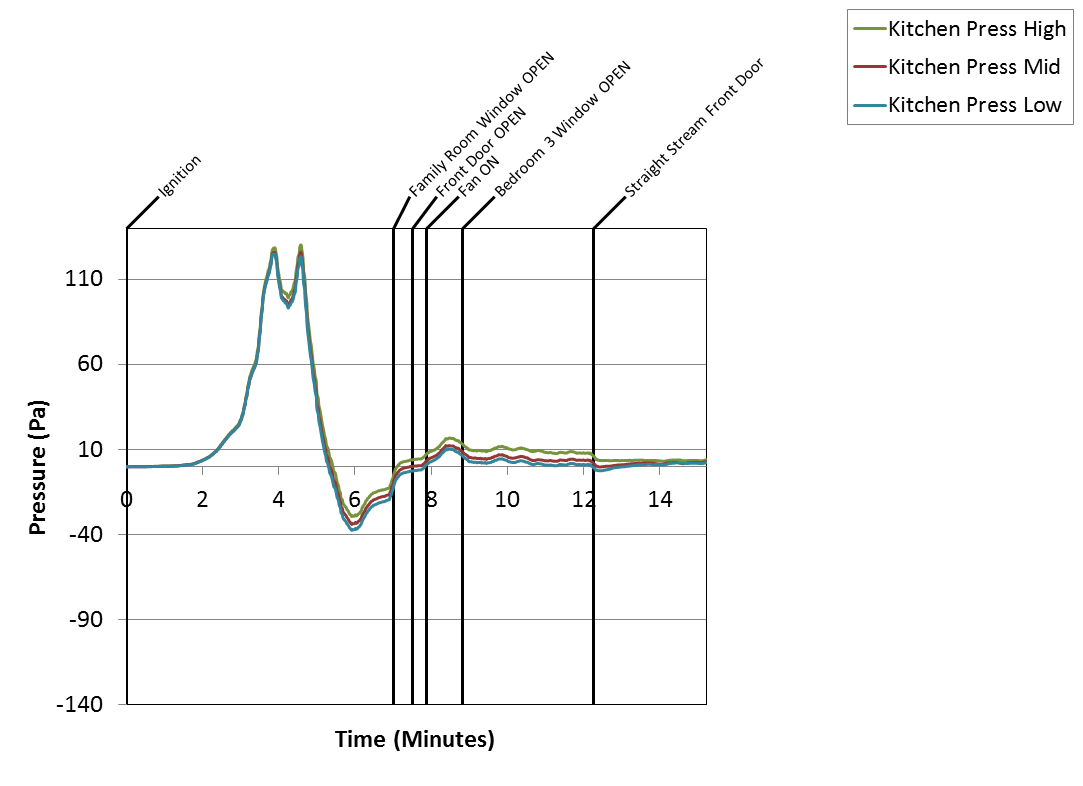 Kitchen Press High
Kitchen Press Mid
Kitchen Press Low
Ignition
Family Room Window OPEN
Front Door OPEN
Fan ON
Bedroom 3 Window OPEN
Straight Stream Front Door
110
60
10
-40
-90
-140
0 2 4 6 8 10 12 14
Pressure (Pa)
Time (Minutes)